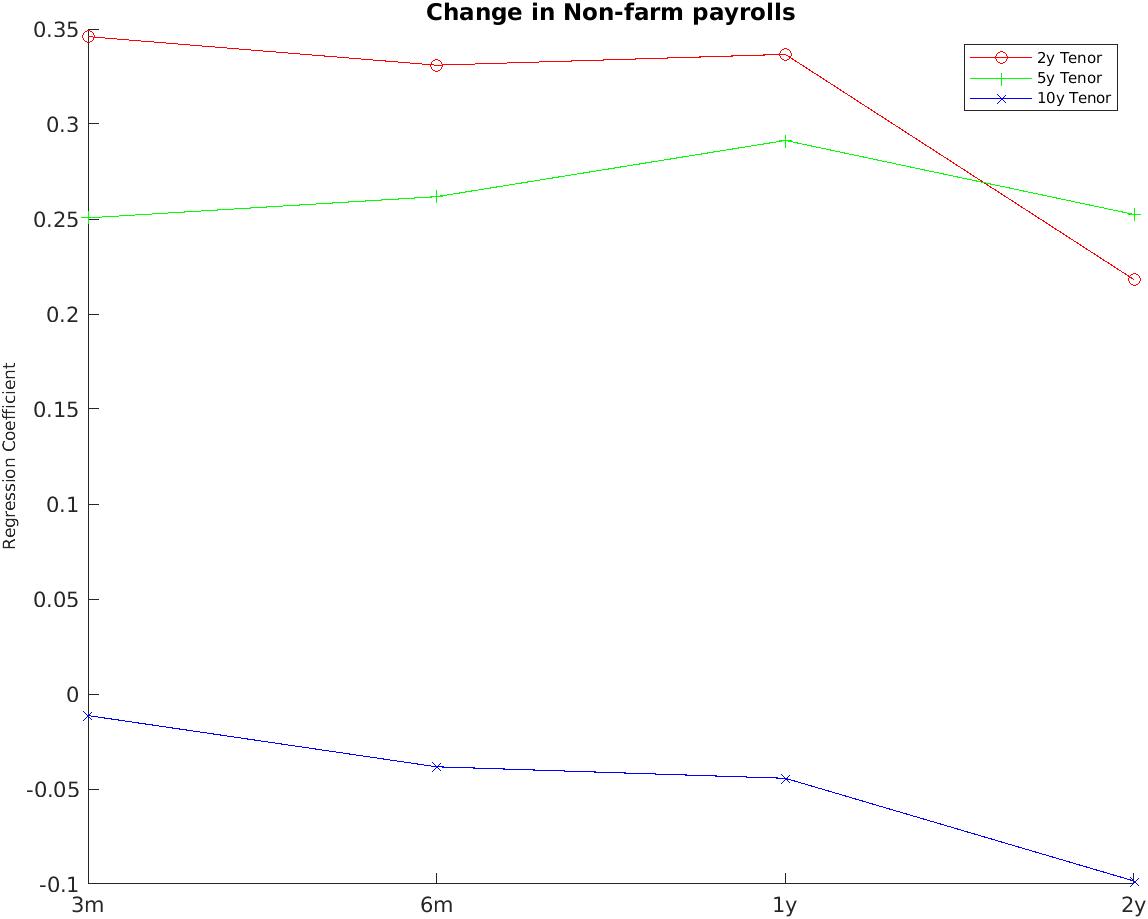 Change in Non-farm payrolls
2y Tenor
5y Tenor
10y Tenor
0.35
0.3
0.25
0.2
0.15
0.1
0.05
0
-0.05
-0.1
Regression Coefficient
3m
6m
1y
2y